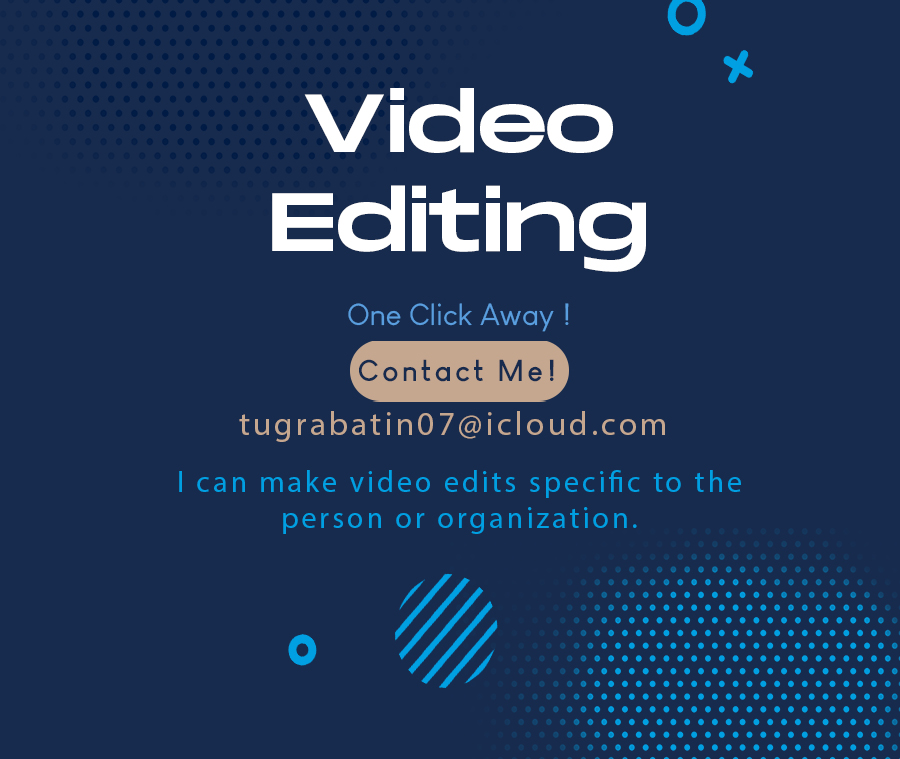 Video
Editing
One Click Away !
Contact Me!
tugrabatin07@icloud.com
I can make video edits specific to the
person or organization.